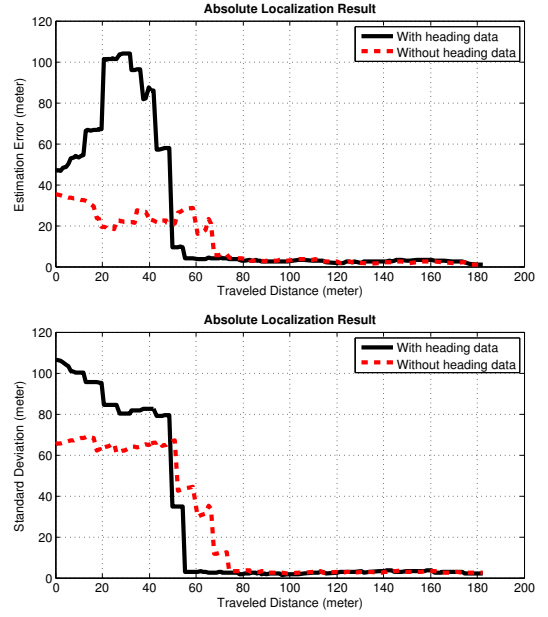 Absolute Localization Result
120
100
80
60
40
20
0
Estimation Error (meter)
With heading data
Without heading data
0 20 40 60 80 100 120 140 160 180 200
Traveled Distance (meter)
Absolute Localization Result
120
100
80
60
40
20
0
Standard Deviation (meter)
With heading data
Without heading data
0 20 40 60 80 100 120 140 160 180 200
Traveled Distance (meter)